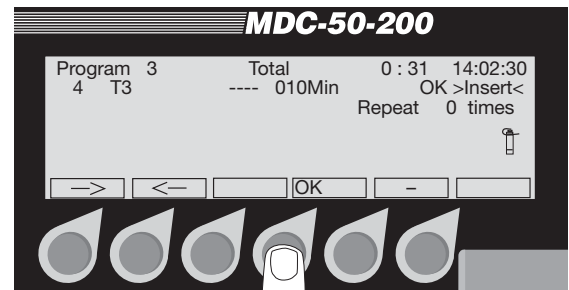 MDC-50-200
Program 3 Total 0 : 31 14:02:30
4 T3 ---- 010Min OK >Insert<
Repeat 0 times
—> <— OK –